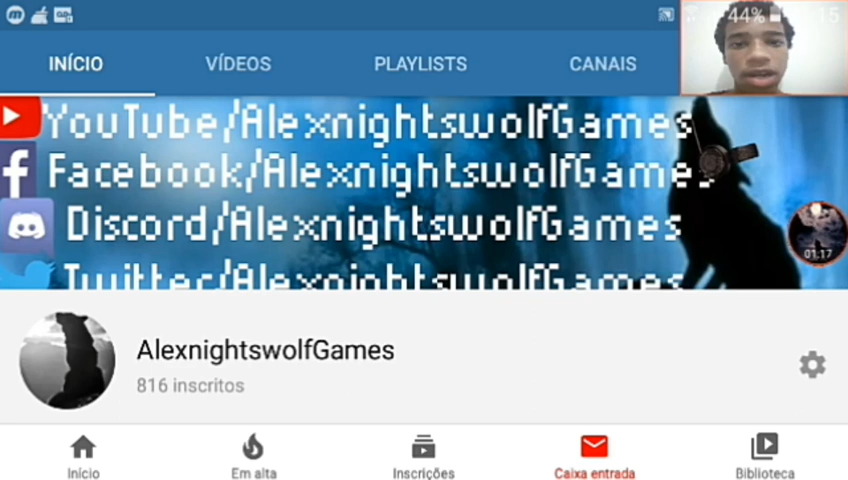 44% 15
INÍCIO VÍDEOS PLAYLISTS CANAIS
YouTube/AlexnightswolfGames
Facebook/AlexnightswolfGames
Discord/AlexnightswolfGames
Twitter/AlexnightswolfGames
01:17
AlexnightswolfGames
816 inscritos
Início Em alta Inscrições Caixa entrada Biblioteca